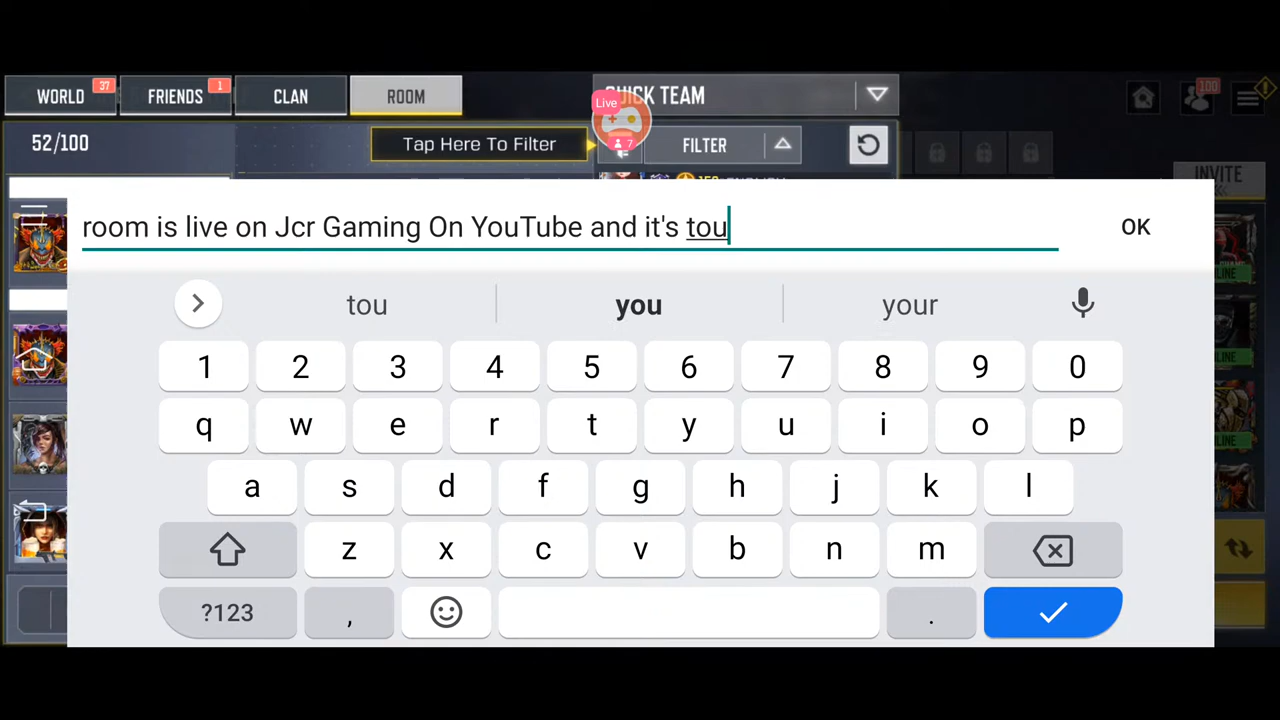 WORLD 37 FRIENDS 1 CLAN ROOM
QUICK TEAM
100
Live
52/100
Tap Here To Filter
7
FILTER
INVITE
room is live on Jcr Gaming On YouTube and it's tou
OK
tou you your
1 2 3 4 5 6 7 8 9 0
q w e r t y u i o p
a s d f g h j k l
z x c v b n m
?123 , .